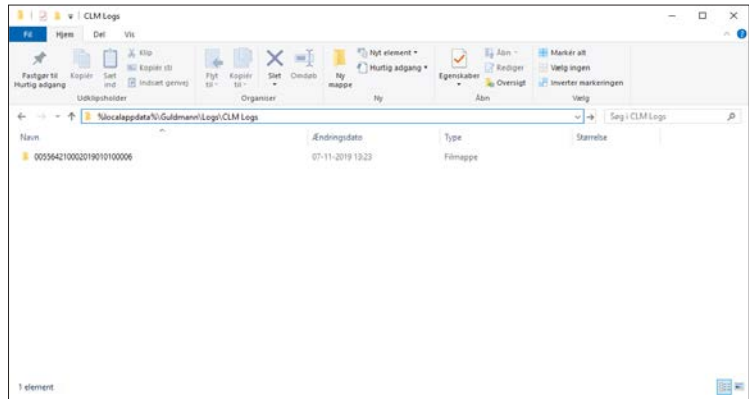 CLM Logs
Fil Hjem Del Vis
Fastgør til Hurtig adgang
Kopiér
Sæt ind
Klip
Kopiér sti
Indsæt genvej
Udklipsholder
Flyt til
Kopiér til
Slet
Omdøb
Organiser
Ny mappe
Nyt element
Hurtig adgang
Ny
Egenskaber
Åbn
Rediger
Oversigt
Åbn
Markér alt
Vælg ingen
Inverter markeringen
Vælg
%localappdata%\Guldmann\Logs\CLM Logs
Søg i CLM Logs
Navn Ændringsdato Type Størrelse
005564210002019010100006 07-11-2019 13:23 Filmappe
1 element